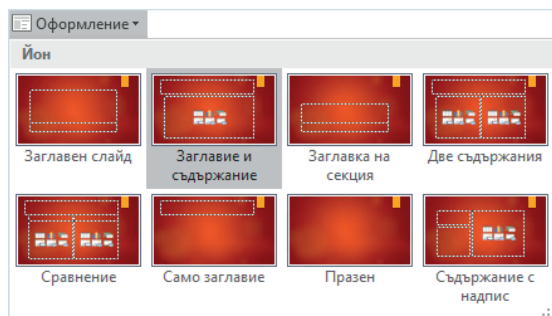 Оформление
Йон
Заглавен слайд
Заглавие и
съдържание
Заглавка на
секция
Две съдържания
Сравнение
Само заглавие
Празен
Съдържание с
надпис